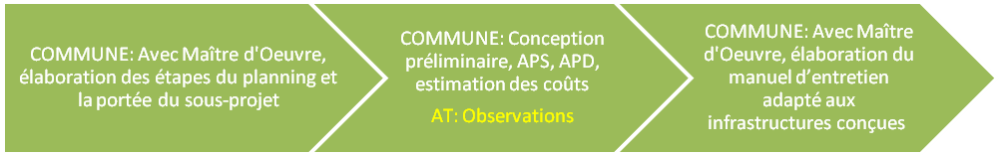 COMMUNE: Avec Maître d'Oeuvre,
élaboration des étapes du planning et
la portée du sous-projet
COMMUNE: Conception
préliminaire, APS, APD,
estimation des coûts
AT: Observations
COMMUNE: Avec Maître
d'Oeuvre, élaboration du
manuel d’entretien
adapté aux
infrastructures conçues